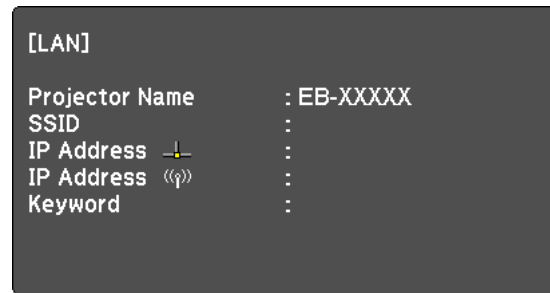 [LAN]
Projector Name : EB-XXXXX
SSID :
IP Address :
IP Address :
Keyword :